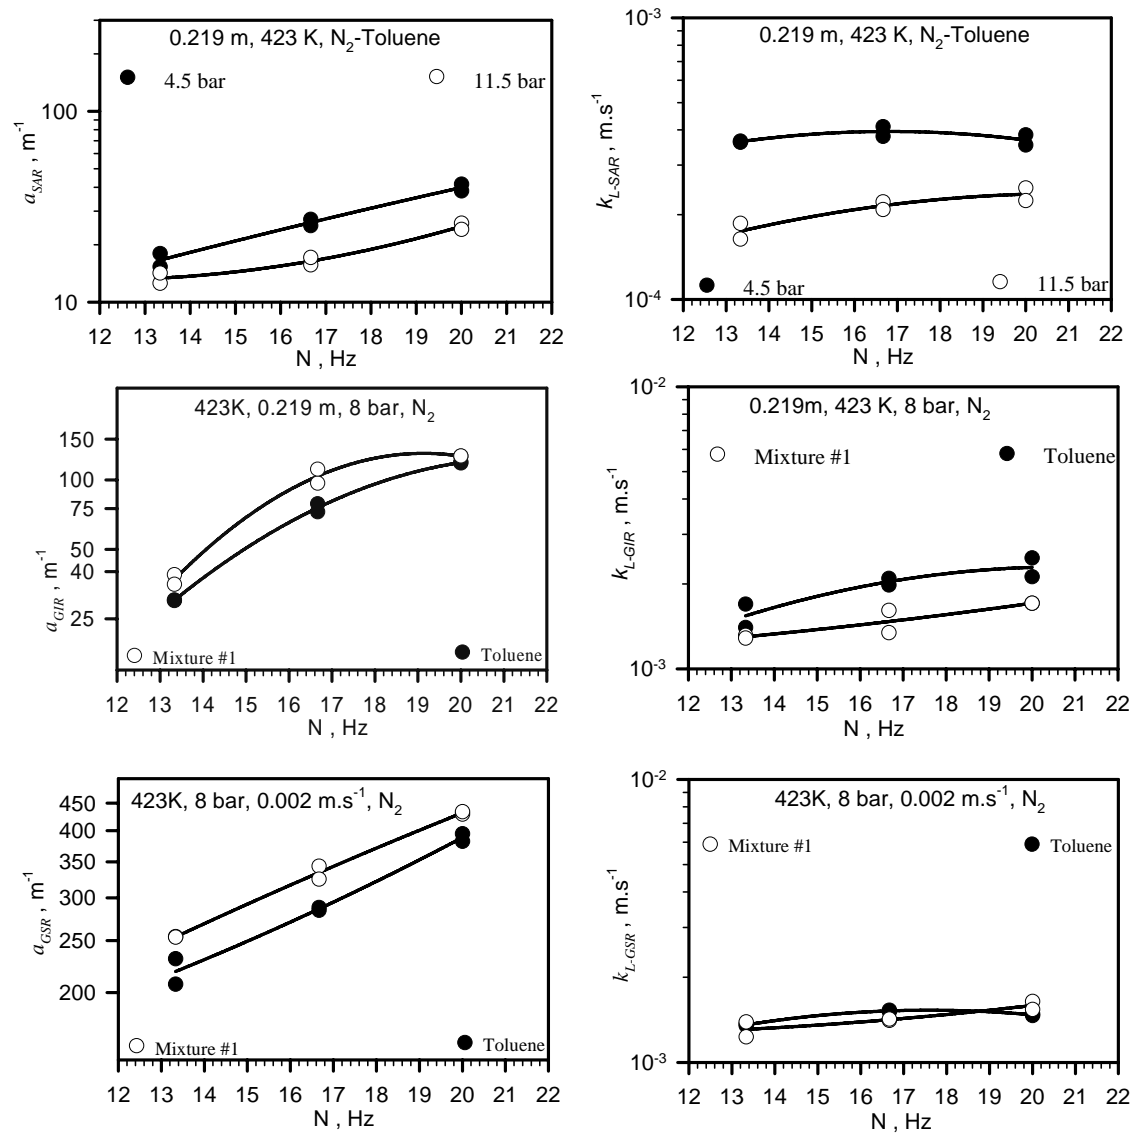 0.219 m, 423 K, N₂-Toluene
4.5 bar
11.5 bar
a_SAR , m⁻¹
100
10
12 13 14 15 16 17 18 19 20 21 22
N , Hz
0.219 m, 423 K, N₂-Toluene
k_L-SAR , m.s⁻¹
10⁻³
10⁻⁴
4.5 bar
11.5 bar
12 13 14 15 16 17 18 19 20 21 22
N , Hz
423K, 0.219 m, 8 bar, N₂
a_GIR , m⁻¹
150
100
75
50
40
25
Mixture #1
Toluene
12 13 14 15 16 17 18 19 20 21 22
N , Hz
0.219m, 423 K, 8 bar, N₂
Mixture #1
Toluene
k_L-GIR , m.s⁻¹
10⁻²
10⁻³
12 13 14 15 16 17 18 19 20 21 22
N , Hz
423K, 8 bar, 0.002 m.s⁻¹, N₂
a_GSR , m⁻¹
450
400
350
300
250
200
Mixture #1
Toluene
12 13 14 15 16 17 18 19 20 21 22
N , Hz
423K, 8 bar, 0.002 m.s⁻¹, N₂
Mixture #1
Toluene
k_L-GSR , m.s⁻¹
10⁻²
10⁻³
12 13 14 15 16 17 18 19 20 21 22
N , Hz